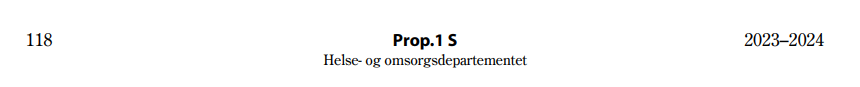 118 Prop.1 S 2023–2024
Helse- og omsorgsdepartementet